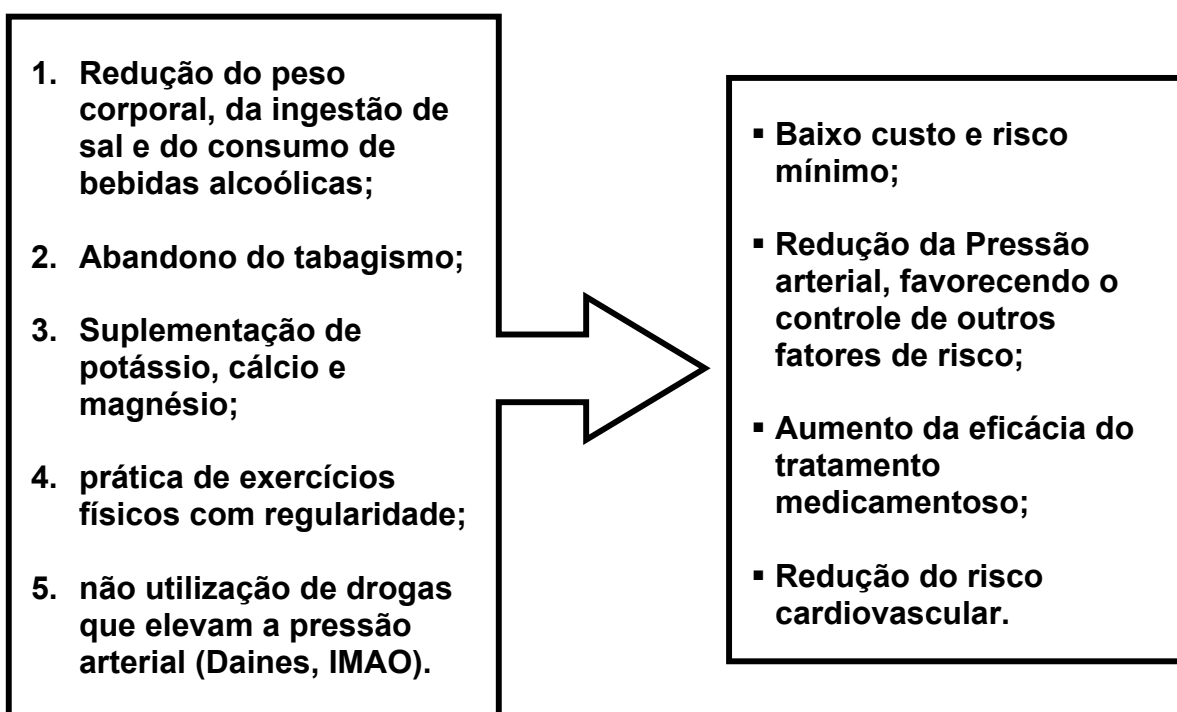 1. Redução do peso
corporal, da ingestão de
sal e do consumo de
bebidas alcoólicas;
2. Abandono do tabagismo;
3. Suplementação de
potássio, cálcio e
magnésio;
4. prática de exercícios
físicos com regularidade;
5. não utilização de drogas
que elevam a pressão
arterial (Daines, IMAO).
▪ Baixo custo e risco
mínimo;
▪ Redução da Pressão
arterial, favorecendo o
controle de outros
fatores de risco;
▪ Aumento da eficácia do
tratamento
medicamentoso;
▪ Redução do risco
cardiovascular.